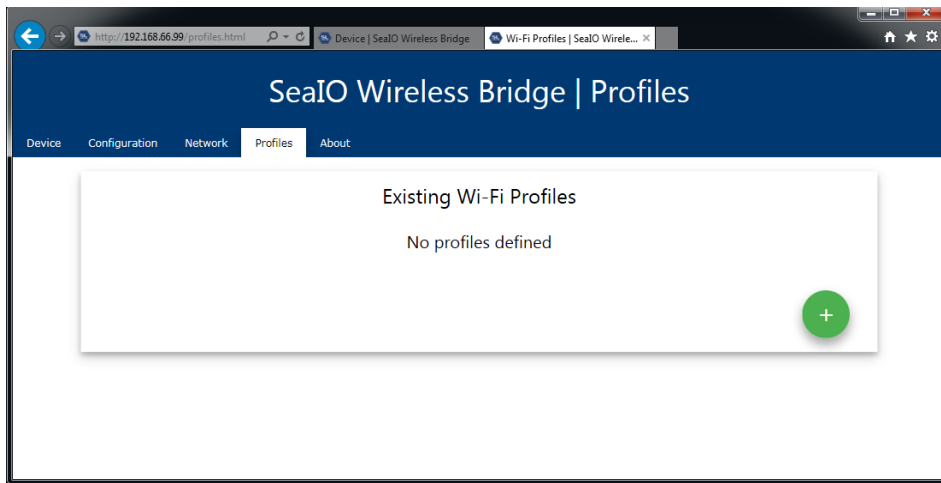 http://192.168.66.99/profiles.html
Device | SeaIO Wireless Bridge
Wi-Fi Profiles | SeaIO Wirele...
SeaIO Wireless Bridge | Profiles
Device Configuration Network Profiles About
Existing Wi-Fi Profiles
No profiles defined
+